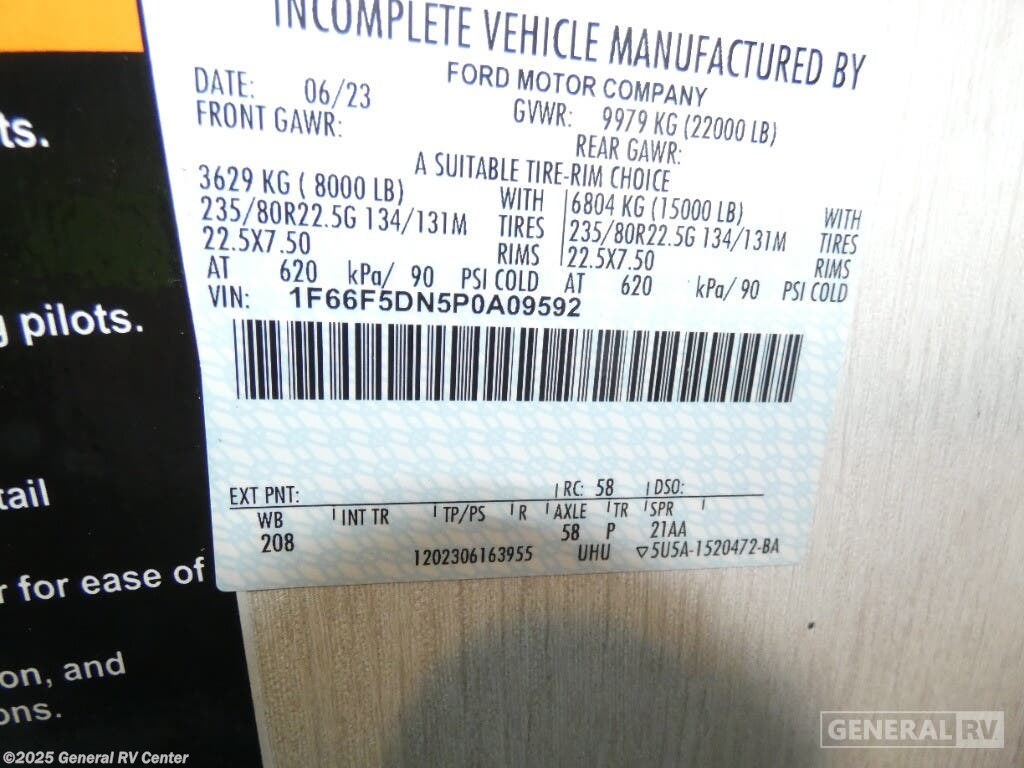 INCOMPLETE VEHICLE MANUFACTURED BY
FORD MOTOR COMPANY
DATE: 06/23
GVWR: 9979 KG (22000 LB)
FRONT GAWR:
REAR GAWR:
A SUITABLE TIRE-RIM CHOICE
3629 KG ( 8000 LB) WITH 6804 KG (15000 LB) WITH
235/80R22.5G 134/131M TIRES 235/80R22.5G 134/131M TIRES
22.5X7.50 RIMS 22.5X7.50 RIMS
AT 620 kPa/ 90 PSI COLD AT 620 kPa/ 90 PSI COLD
VIN: 1F66F5DN5P0A09592
EXT PNT: RC: 58 DSO:
WB INT TR TP/PS R AXLE TR SPR
208 58 P 21AA
1202306163955 UHU ▽5U5A-1520472-BA
ts.
pilots.
tail
for ease of
on, and
ons.
GENERAL RV
©2025 General RV Center